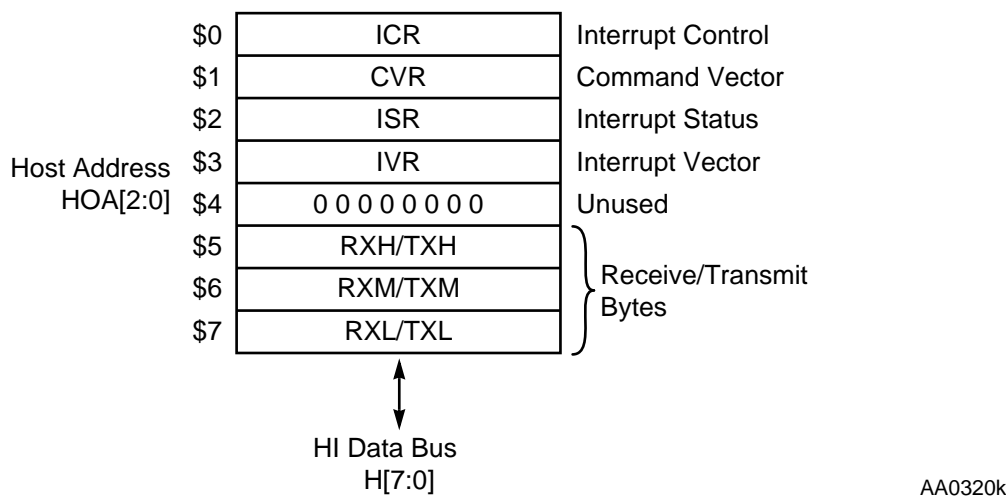 $0 ICR Interrupt Control
$1 CVR Command Vector
$2 ISR Interrupt Status
Host Address
HOA[2:0]
$3 IVR Interrupt Vector
$4 0 0 0 0 0 0 0 0 Unused
$5 RXH/TXH
$6 RXM/TXM
$7 RXL/TXL
Receive/Transmit
Bytes
HI Data Bus
H[7:0]
AA0320k